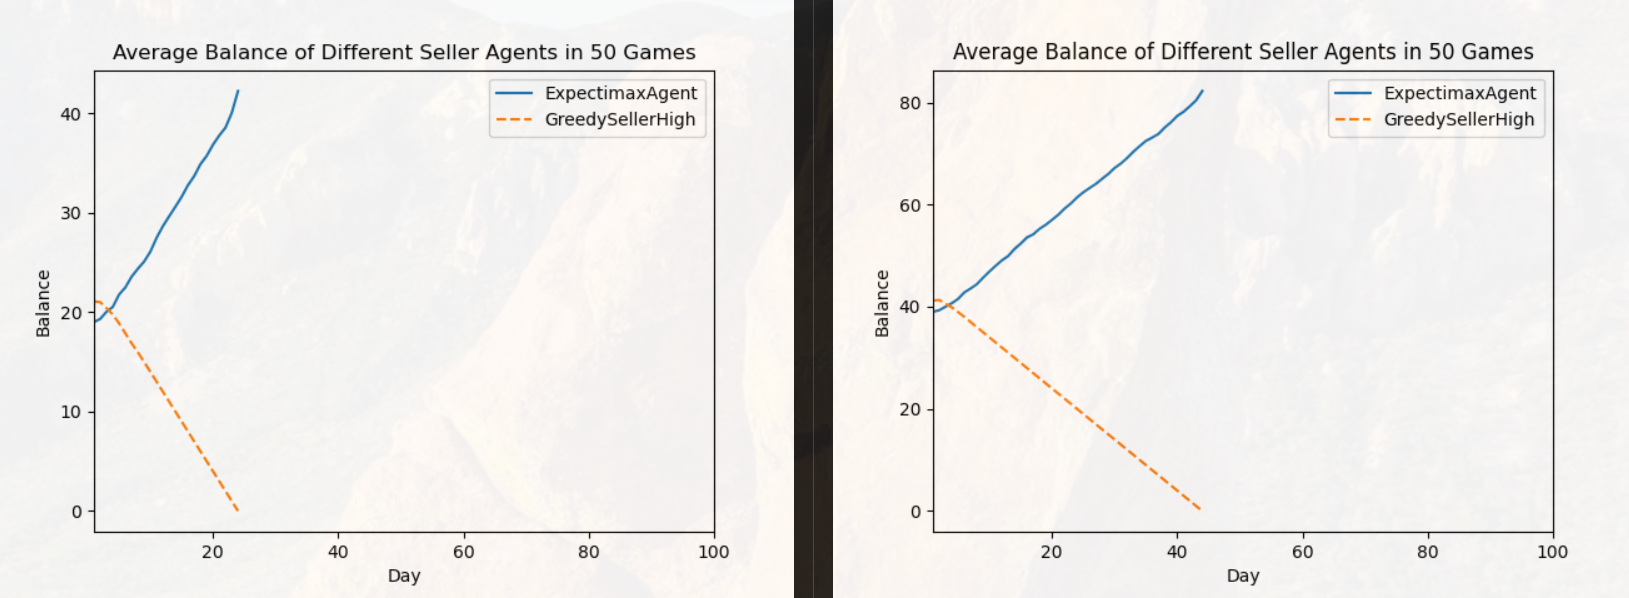 Average Balance of Different Seller Agents in 50 Games
ExpectimaxAgent
GreedySellerHigh
40
30
20
10
0
Balance
20 40 60 80 100
Day
Average Balance of Different Seller Agents in 50 Games
ExpectimaxAgent
GreedySellerHigh
80
60
40
20
0
Balance
20 40 60 80 100
Day